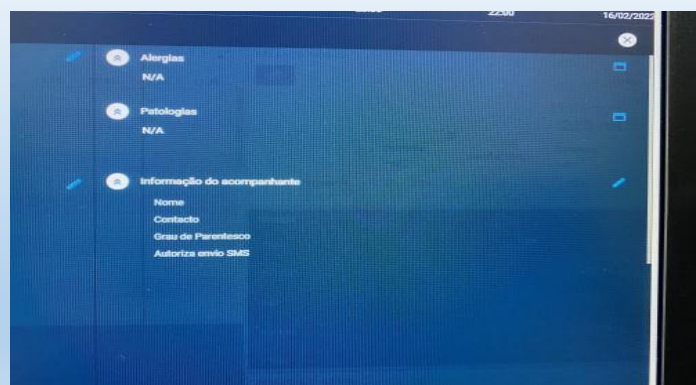 22:00
16/02/2022
Alergias
N/A
Patologias
N/A
Informação do acompanhante
Nome
Contacto
Grau de Parentesco
Autoriza envio SMS